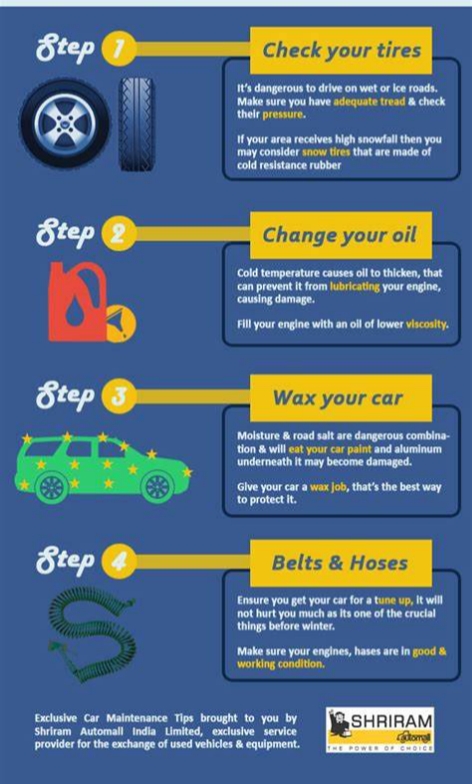 Step 1
Check your tires
It's dangerous to drive on wet or ice roads.
Make sure you have adequate tread & check
their pressure.
If your area receives high snowfall then you
may consider snow tires that are made of
cold resistance rubber
Step 2
Change your oil
Cold temperature causes oil to thicken, that
can prevent it from lubricating your engine,
causing damage.
Fill your engine with an oil of lower viscosity.
Step 3
Wax your car
Moisture & road salt are dangerous combina-
tion & will eat your car paint and aluminum
underneath it may become damaged.
Give your car a wax job, that's the best way
to protect it.
Step 4
Belts & Hoses
Ensure you get your car for a tune up, it will
not hurt you much as its one of the crucial
things before winter.
Make sure your engines, hases are in good &
working condition.
Exclusive Car Maintenance Tips brought to you by
Shriram Automall India Limited, exclusive service
provider for the exchange of used vehicles & equipment.
SHRIRAM
automall
THE POWER OF CHOICE